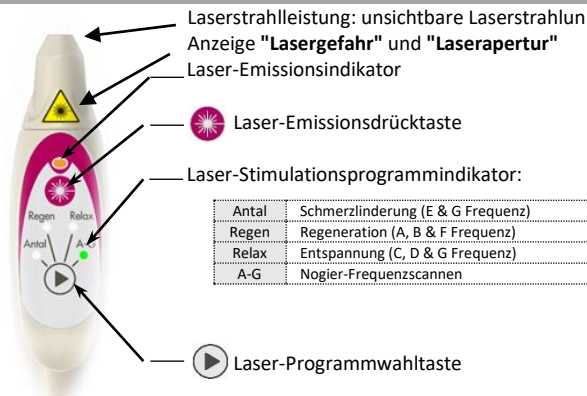 Laserstrahlleistung: unsichtbare Laserstrahlun
Anzeige "Lasergefahr" und "Laserapertur"
Laser-Emissionsindikator
Laser-Emissionsdrücktaste
Laser-Stimulationsprogrammindikator:
Antal Schmerzlinderung (E & G Frequenz)
Regen Regeneration (A, B & F Frequenz)
Relax Entspannung (C, D & G Frequenz)
A-G Nogier-Frequenzscannen
Regen Relax
Antal A-G
Laser-Programmwahltaste